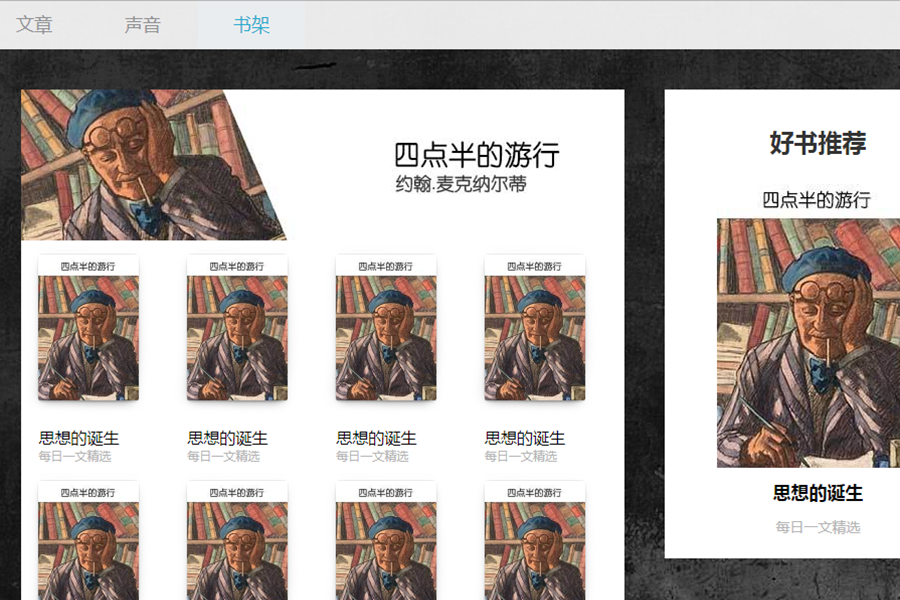 文章
声音
书架
四点半的游行
约翰.麦克纳尔蒂
四点半的游行
四点半的游行
四点半的游行
四点半的游行
思想的诞生
每日一文精选
思想的诞生
每日一文精选
思想的诞生
每日一文精选
思想的诞生
每日一文精选
四点半的游行
四点半的游行
四点半的游行
四点半的游行
好书推荐
四点半的游行
思想的诞生
每日一文精选